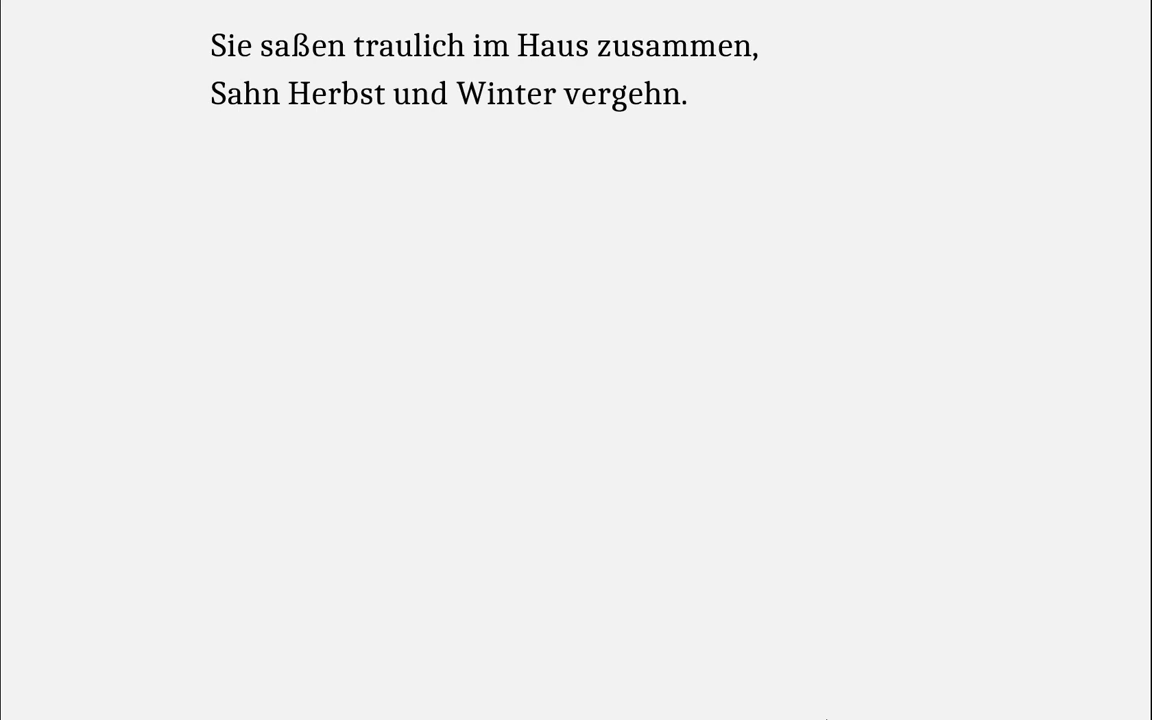 Sie saßen traulich im Haus zusammen,
Sahn Herbst und Winter vergehn.